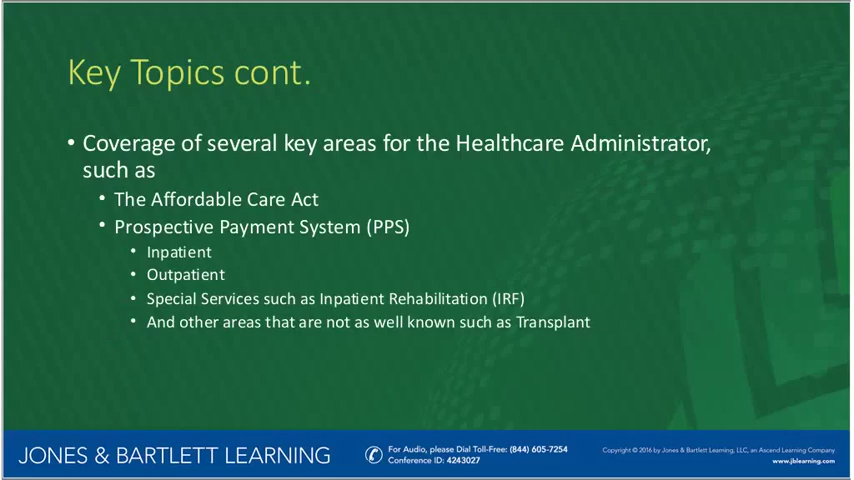 Key Topics cont.
• Coverage of several key areas for the Healthcare Administrator,
such as
• The Affordable Care Act
• Prospective Payment System (PPS)
• Inpatient
• Outpatient
• Special Services such as Inpatient Rehabilitation (IRF)
• And other areas that are not as well known such as Transplant
JONES & BARTLETT LEARNING
For Audio, please Dial Toll-Free: (844) 605-7254
Conference ID: 4243027
Copyright © 2016 by Jones & Bartlett Learning, LLC, an Ascend Learning Company
www.jblearning.com